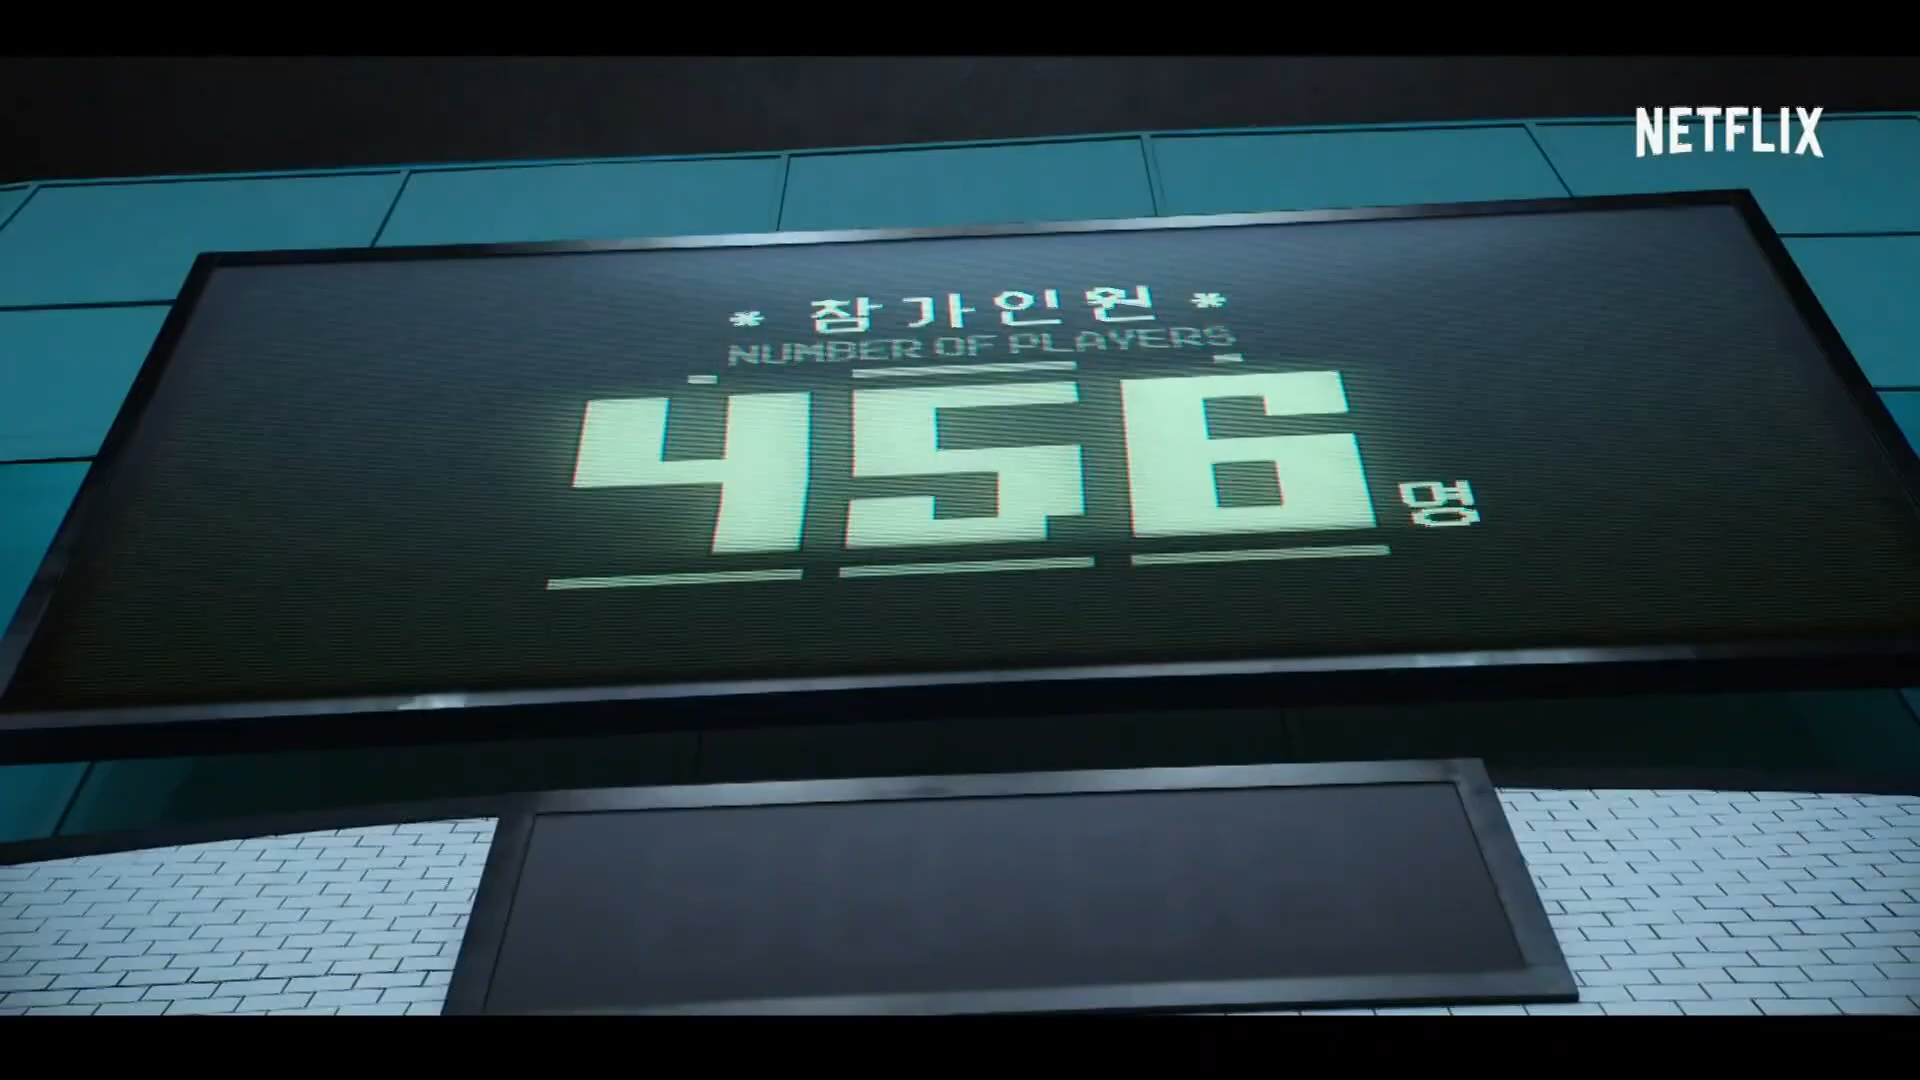 NETFLIX
* 참가인원 *
NUMBER OF PLAYERS
456 명